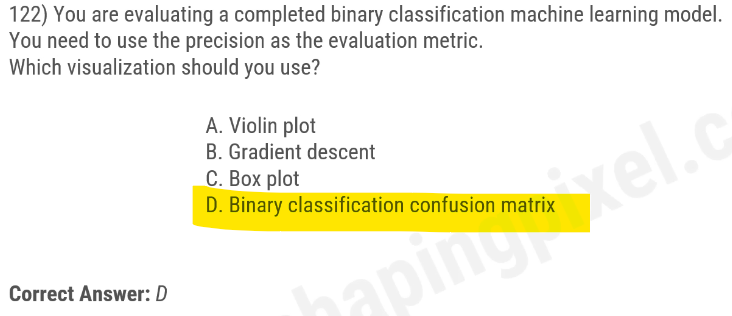 122) You are evaluating a completed binary classification machine learning model.
You need to use the precision as the evaluation metric.
Which visualization should you use?
A. Violin plot
B. Gradient descent
C. Box plot
D. Binary classification confusion matrix
Correct Answer: D
hapingpixel.c